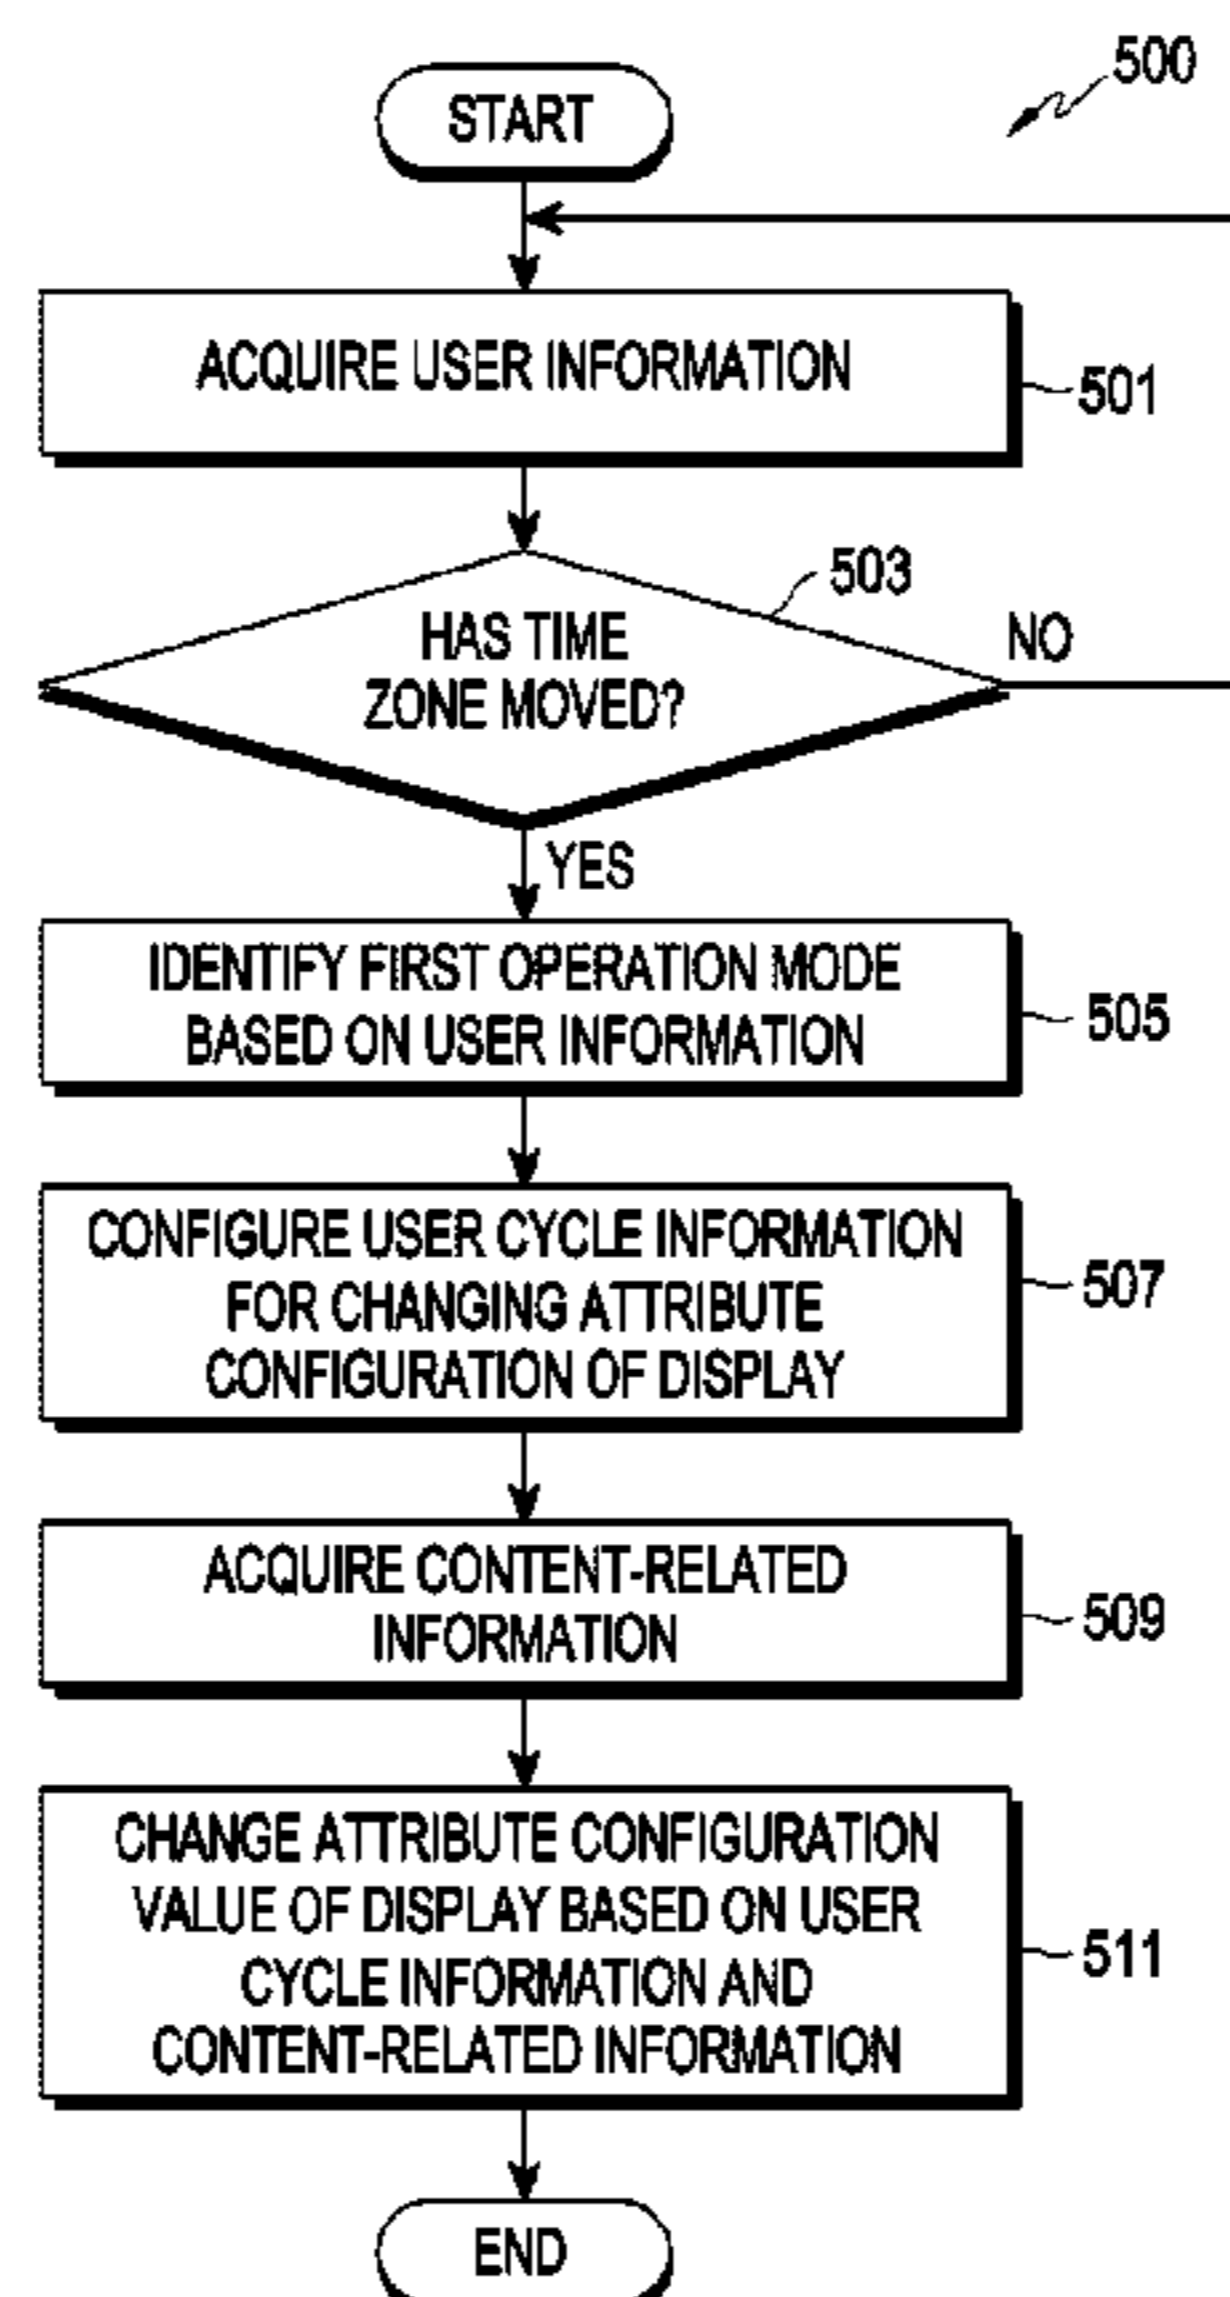 500
START
ACQUIRE USER INFORMATION
501
503
HAS TIME
ZONE MOVED?
NO
YES
IDENTIFY FIRST OPERATION MODE
BASED ON USER INFORMATION
505
CONFIGURE USER CYCLE INFORMATION
FOR CHANGING ATTRIBUTE
CONFIGURATION OF DISPLAY
507
ACQUIRE CONTENT-RELATED
INFORMATION
509
CHANGE ATTRIBUTE CONFIGURATION
VALUE OF DISPLAY BASED ON USER
CYCLE INFORMATION AND
CONTENT-RELATED INFORMATION
511
END